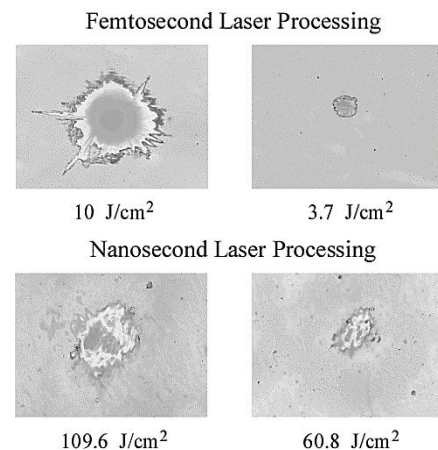 Femtosecond Laser Processing
10 J/cm²
3.7 J/cm²
Nanosecond Laser Processing
109.6 J/cm²
60.8 J/cm²